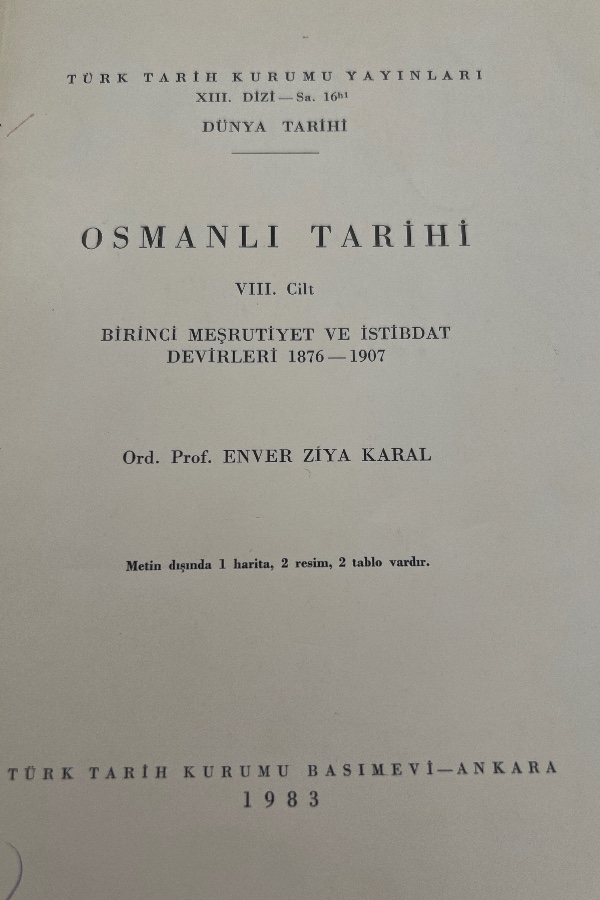 TÜRK TARİH KURUMU YAYINLARI
XIII. DİZİ — Sa. 16ʰ¹
DÜNYA TARİHİ
OSMANLI TARİHİ
VIII. Cilt
BİRİNCİ MEŞRUTİYET VE İSTİBDAT
DEVİRLERİ 1876 — 1907
Ord. Prof. ENVER ZİYA KARAL
Metin dışında 1 harita, 2 resim, 2 tablo vardır.
TÜRK TARİH KURUMU BASIMEVİ—ANKARA
1983